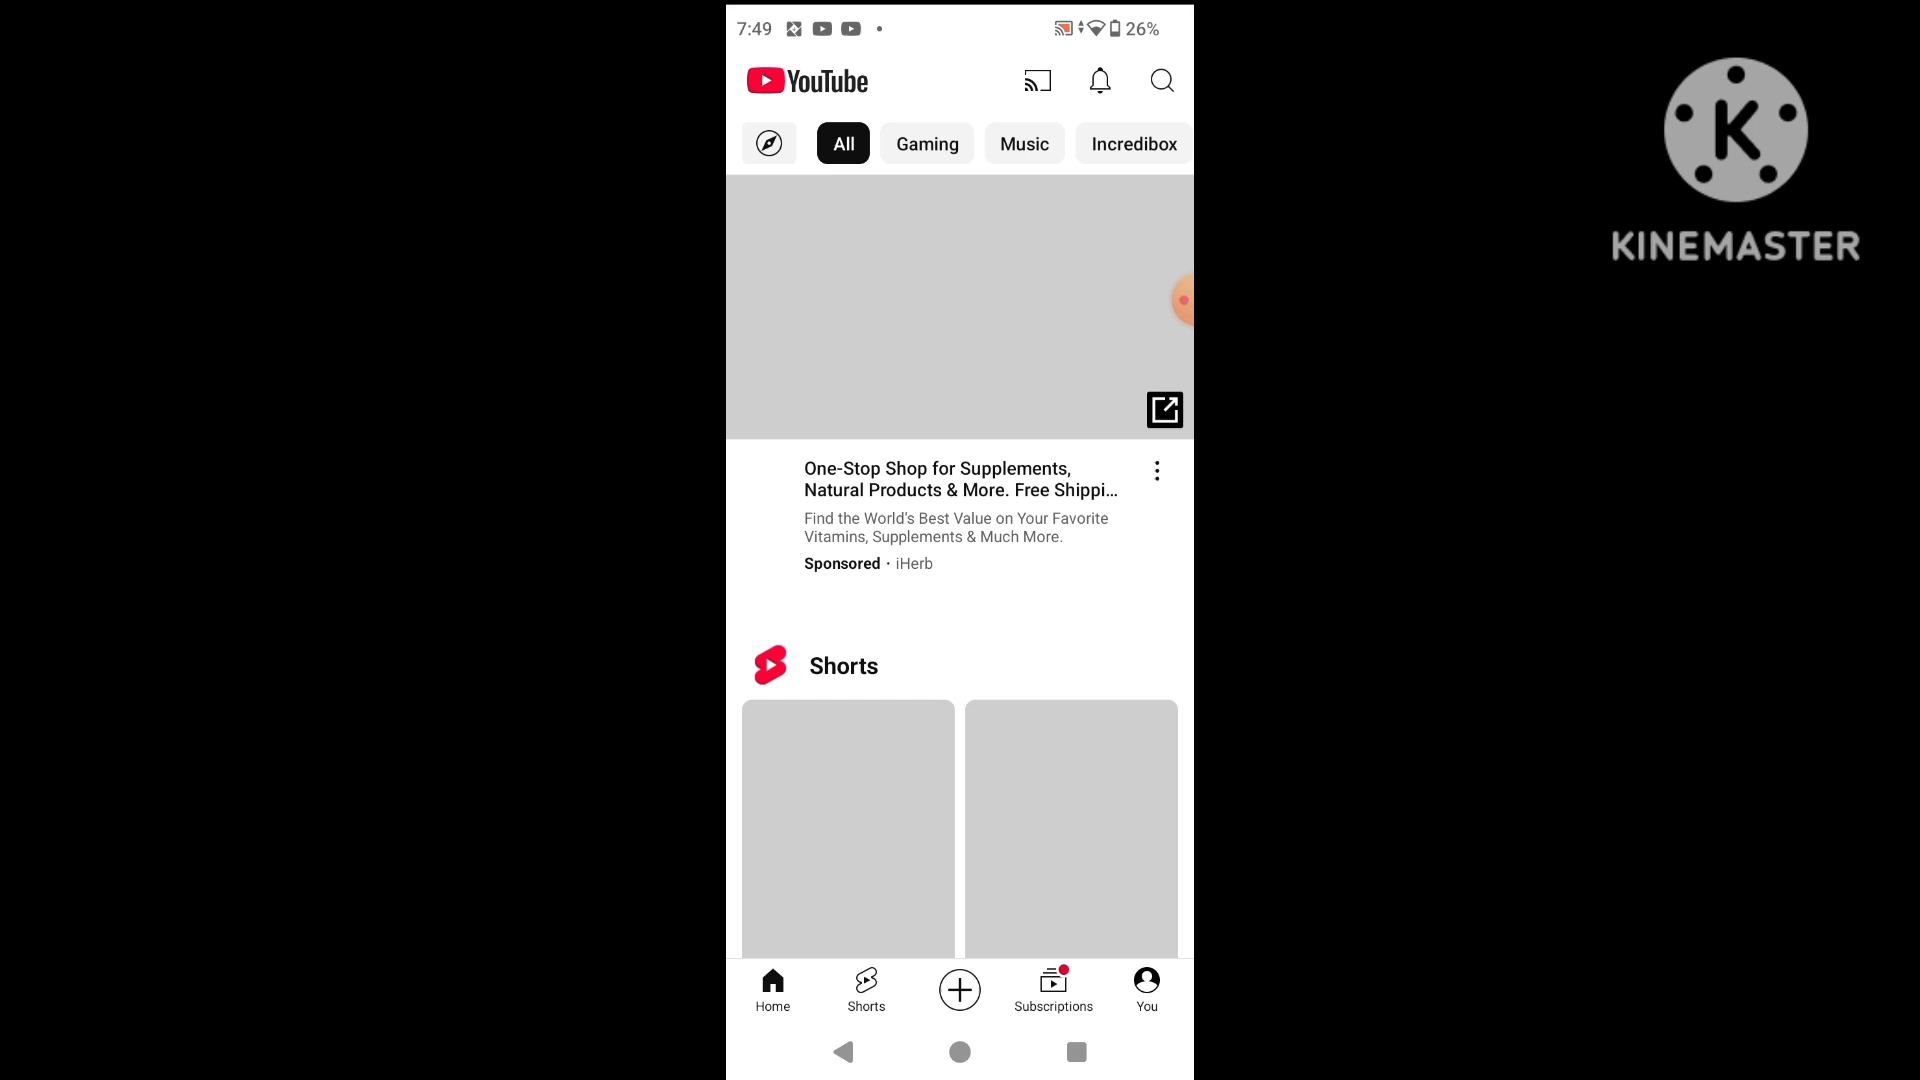 7:49
26%
YouTube
All
Gaming
Music
Incredibox
One-Stop Shop for Supplements,
Natural Products & More. Free Shippi...
Find the World's Best Value on Your Favorite
Vitamins, Supplements & Much More.
Sponsored · iHerb
Shorts
Home
Shorts
Subscriptions
You
K
KINEMASTER